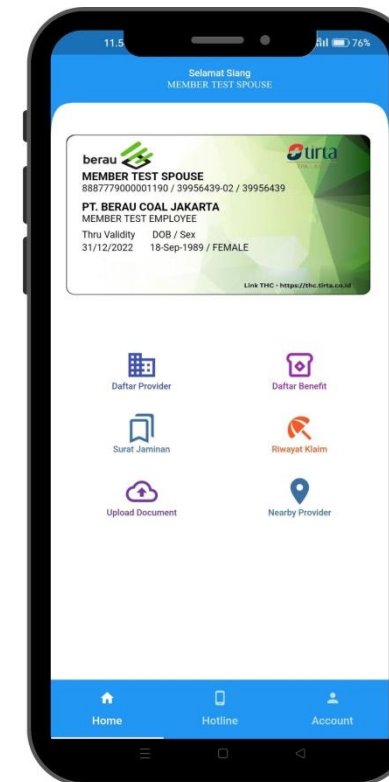 11.5
76%
Selamat Siang
MEMBER TEST SPOUSE
berau
tirta
MEMBER TEST SPOUSE
8887779000001190 / 39956439-02 / 39956439
PT. BERAU COAL JAKARTA
MEMBER TEST EMPLOYEE
Thru Validity DOB / Sex
31/12/2022 18-Sep-1989 / FEMALE
Link THC - https://thc.tirta.co.id
Daftar Provider
Daftar Benefit
Surat Jaminan
Riwayat Klaim
Upload Document
Nearby Provider
Home
Hotline
Account